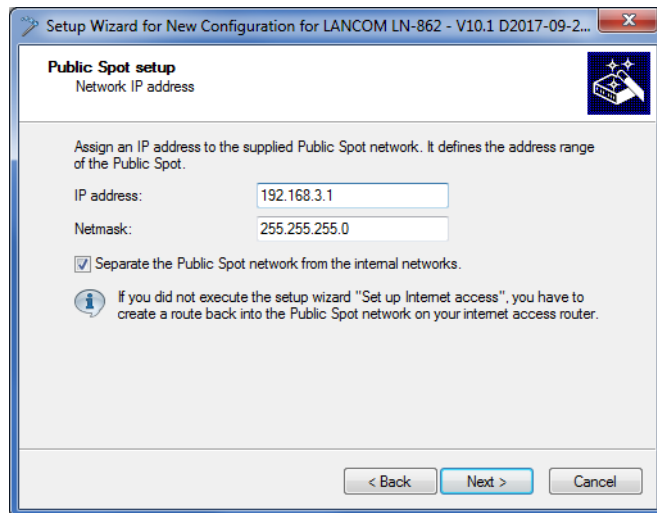 Setup Wizard for New Configuration for LANCOM LN-862 - V10.1 D2017-09-2...
Public Spot setup
Network IP address
Assign an IP address to the supplied Public Spot network. It defines the address range
of the Public Spot.
IP address:
192.168.3.1
Netmask:
255.255.255.0
Separate the Public Spot network from the internal networks.
If you did not execute the setup wizard "Set up Internet access", you have to
create a route back into the Public Spot network on your internet access router.
< Back
Next >
Cancel